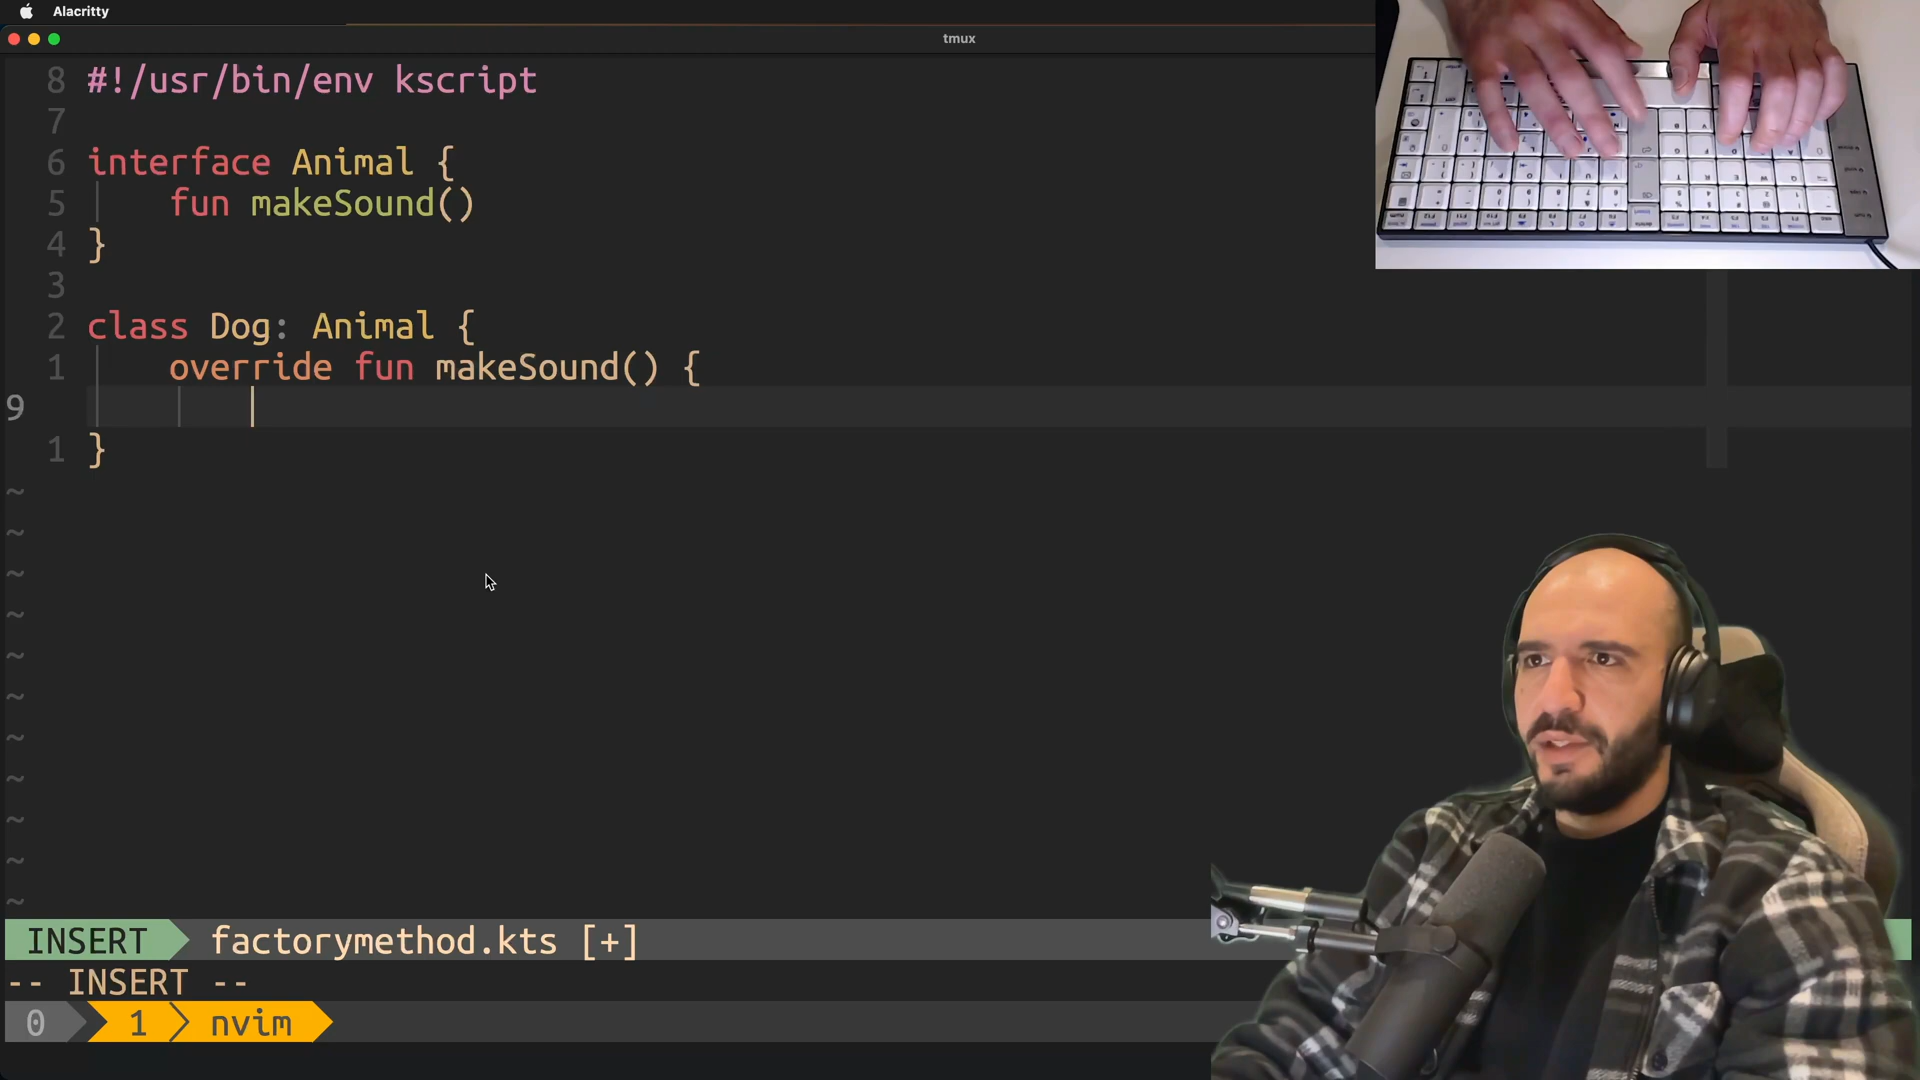 Alacritty
tmux
8 #!/usr/bin/env kscript
7
6 interface Animal {
5 fun makeSound()
4 }
3
2 class Dog: Animal {
1 override fun makeSound() {
9
1 }
~
~
~
~
~
~
~
~
~
~
~
INSERT factorymethod.kts [+]
-- INSERT --
0 1 nvim